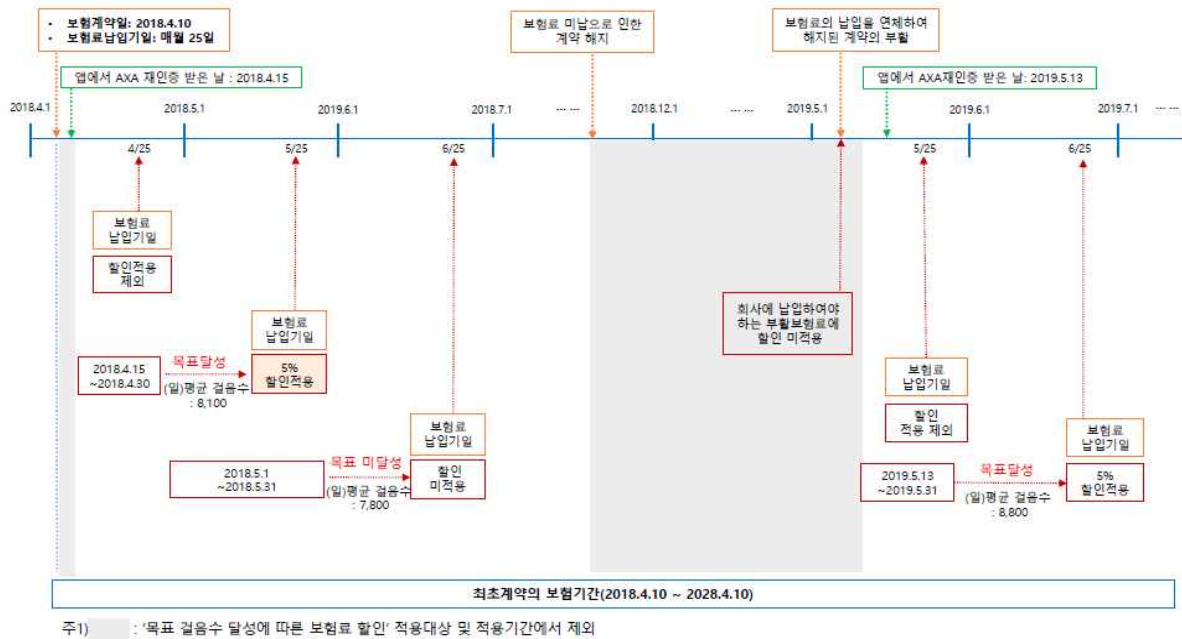 • 보험계약일: 2018.4.10
• 보험료납입기일: 매월 25일
보험료 미납으로 인한
계약 해지
보험료의 납입을 연체하여
해지된 계약의 부활
앱에서 AXA 재인증 받은 날 : 2018.4.15
앱에서 AXA재인증 받은 날: 2019.5.13
2018.4.1
2018.5.1
2019.6.1
2018.7.1
... ...
2018.12.1
... ...
2019.5.1
2019.6.1
2019.7.1
... ...
4/25
5/25
6/25
5/25
6/25
보험료
납입기일
할인적용
제외
보험료
납입기일
5%
할인적용
2018.4.15
~2018.4.30
목표달성
(일)평균 걸음수
: 8,100
회사에 납입하여야
하는 부활보험료에
할인 미적용
보험료
납입기일
할인
적용 제외
보험료
납입기일
할인
미적용
2018.5.1
~2018.5.31
목표 미달성
(일)평균 걸음수
: 7,800
보험료
납입기일
5%
할인적용
2019.5.13
~2019.5.31
목표달성
(일)평균 걸음수
: 8,800
최초계약의 보험기간(2018.4.10 ~ 2028.4.10)
주1) : '목표 걸음수 달성에 따른 보험료 할인' 적용대상 및 적용기간에서 제외